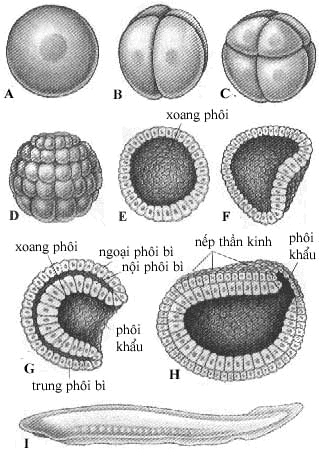 A
B
C
xoang phôi
D
E
F
xoang phôi
ngoại phôi bì
nội phôi bì
nếp thần kinh
phôi khẩu
phôi khẩu
G
trung phôi bì
H
I